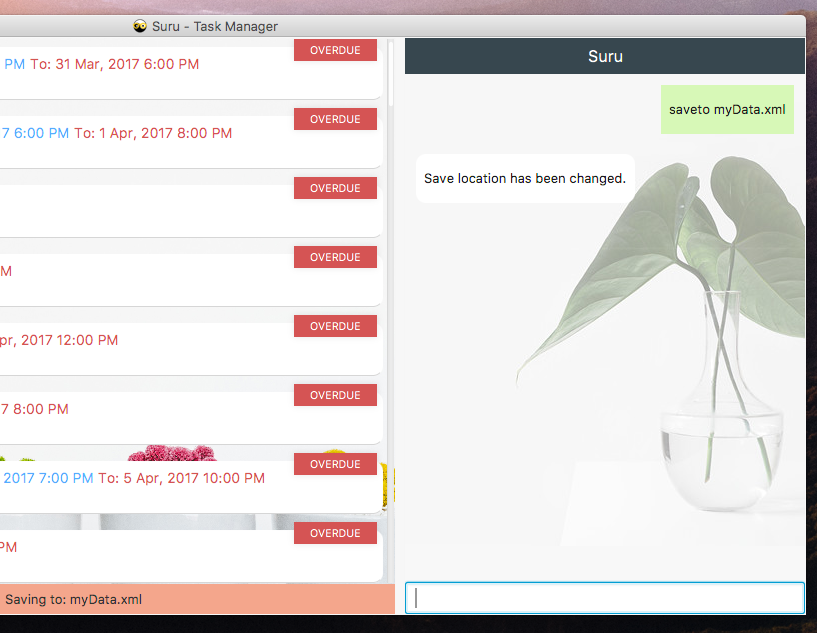 Suru - Task Manager
OVERDUE
PM To: 31 Mar, 2017 6:00 PM
OVERDUE
7 6:00 PM To: 1 Apr, 2017 8:00 PM
OVERDUE
OVERDUE
M
OVERDUE
pr, 2017 12:00 PM
OVERDUE
7 8:00 PM
OVERDUE
2017 7:00 PM To: 5 Apr, 2017 10:00 PM
OVERDUE
PM
Saving to: myData.xml
Suru
saveto myData.xml
Save location has been changed.